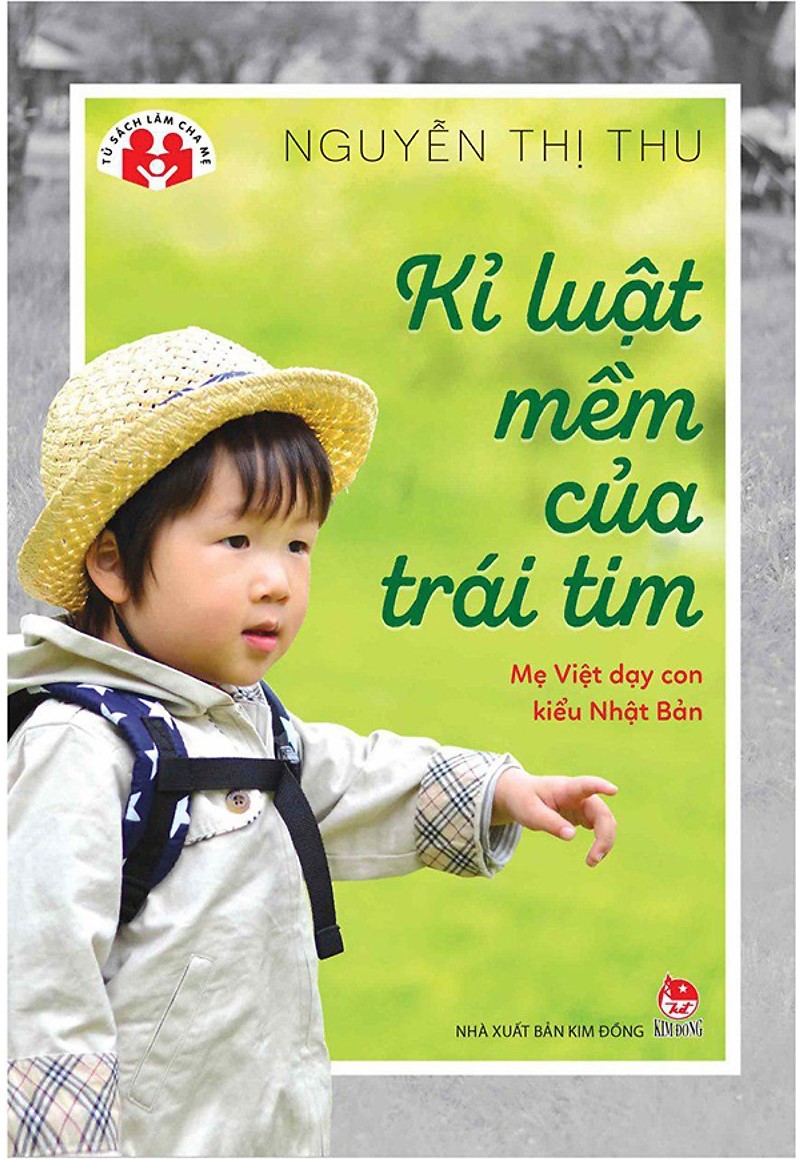 TỦ SÁCH LÀM CHA MẸ
NGUYỄN THỊ THU
Kỉ luật
mềm
của
trái tim
Mẹ Việt dạy con
kiểu Nhật Bản
NHÀ XUẤT BẢN KIM ĐỒNG
KIM ĐỒNG